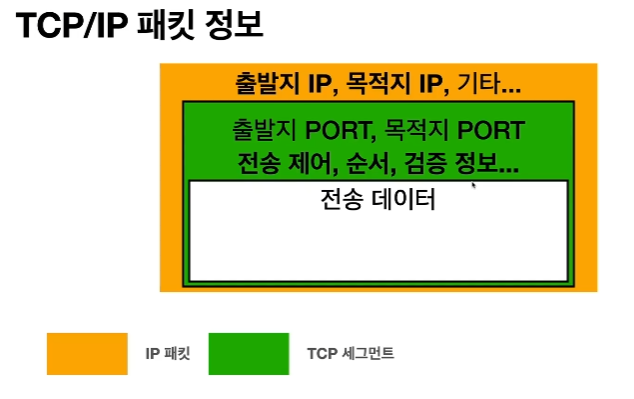 TCP/IP 패킷 정보
출발지 IP, 목적지 IP, 기타...
출발지 PORT, 목적지 PORT
전송 제어, 순서, 검증 정보...
전송 데이터
IP 패킷
TCP 세그먼트